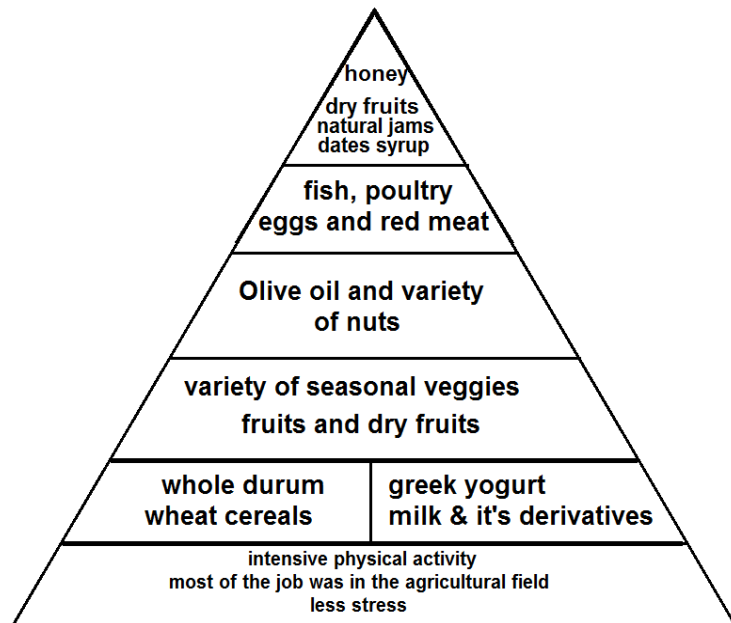 honey
dry fruits
natural jams
dates syrup
fish, poultry
eggs and red meat
Olive oil and variety
of nuts
variety of seasonal veggies
fruits and dry fruits
whole durum
wheat cereals
greek yogurt
milk & it's derivatives
intensive physical activity
most of the job was in the agricultural field
less stress